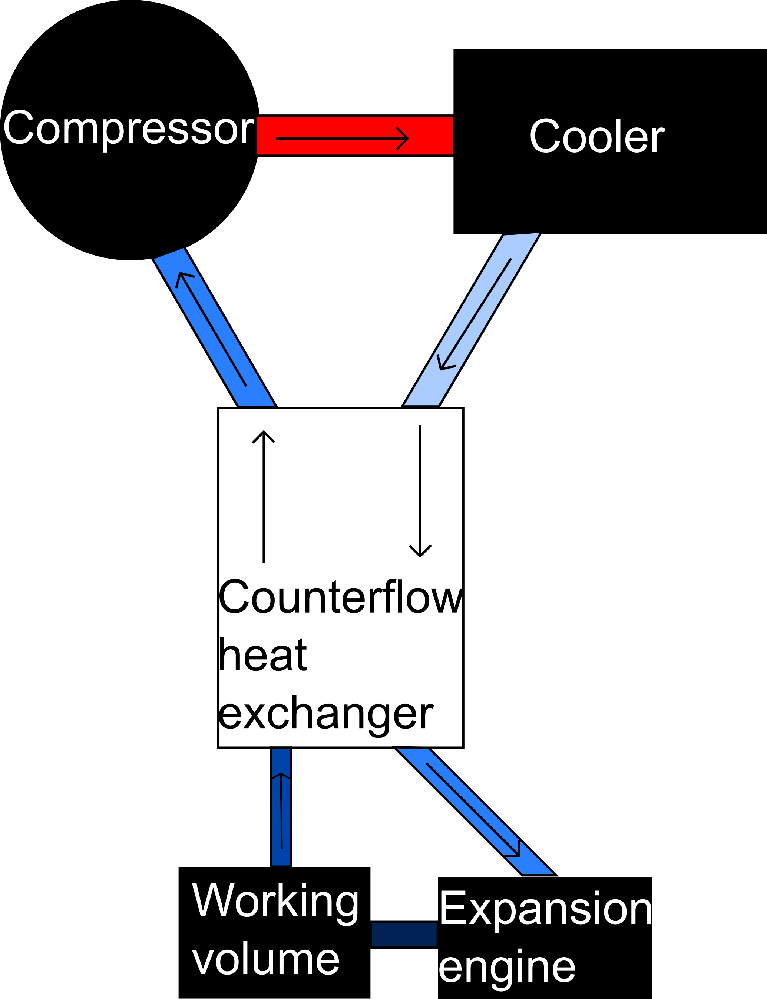 Compressor
Cooler
Counterflow
heat
exchanger
Working
volume
Expansion
engine